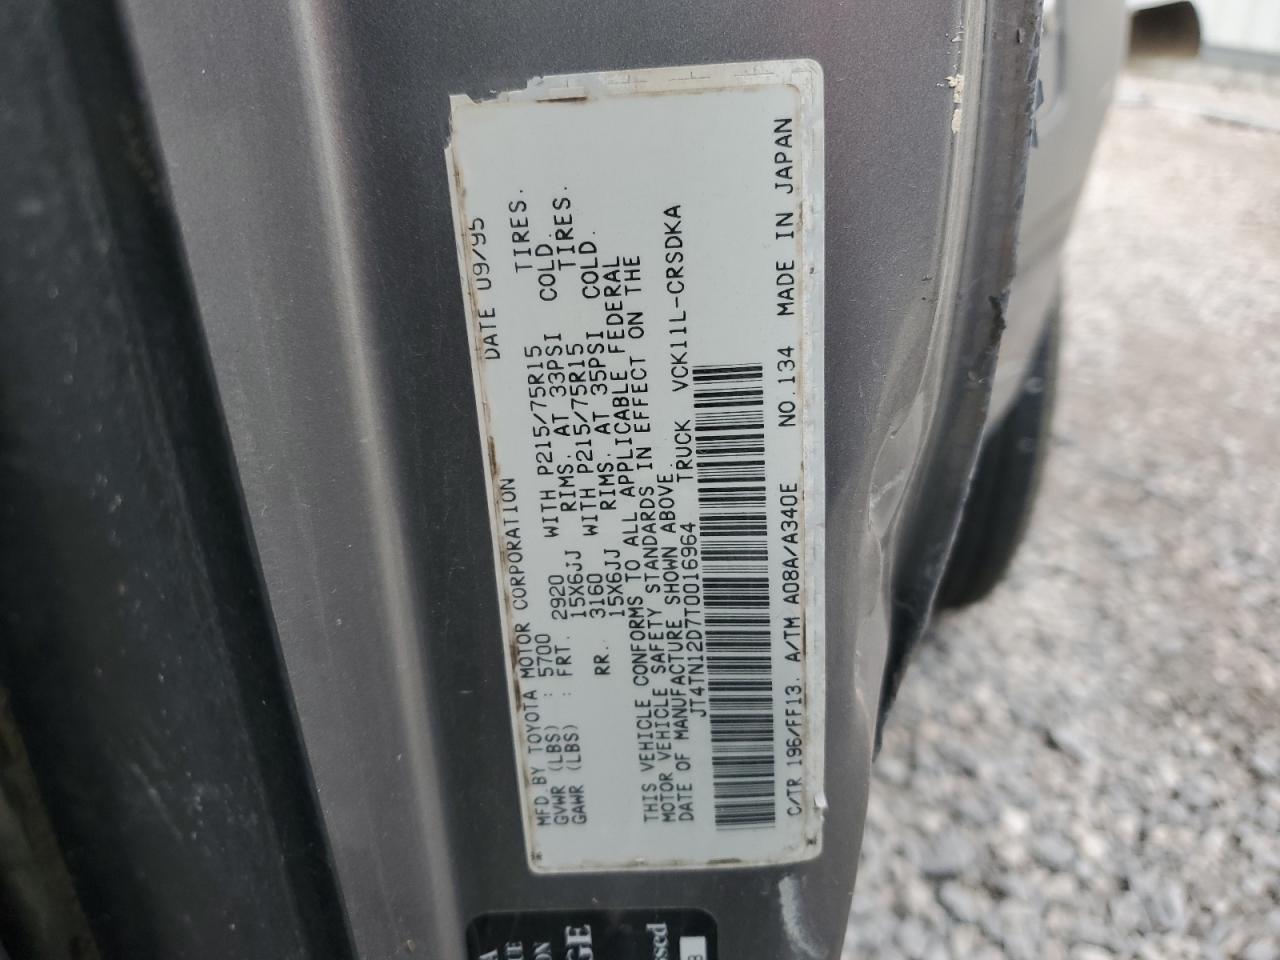 DATE 09/95
MFD.BY TOYOTA MOTOR CORPORATION
GVWR (LBS) : 5700
GAWR (LBS) : FRT. 2920 WITH P215/75R15 TIRES.
15X6JJ RIMS. AT 33PSI COLD.
RR. 3160 WITH P215/75R15 TIRES.
15X6JJ RIMS. AT 35PSI COLD.
THIS VEHICLE CONFORMS TO ALL APPLICABLE FEDERAL
MOTOR VEHICLE SAFETY STANDARDS IN EFFECT ON THE
DATE OF MANUFACTURE SHOWN ABOVE.
JT4TN12D7T0016964 TRUCK VCK11L-CRSDKA
C/TR 196/FF13. A/TM A08A/A340E NO.134 MADE IN JAPAN